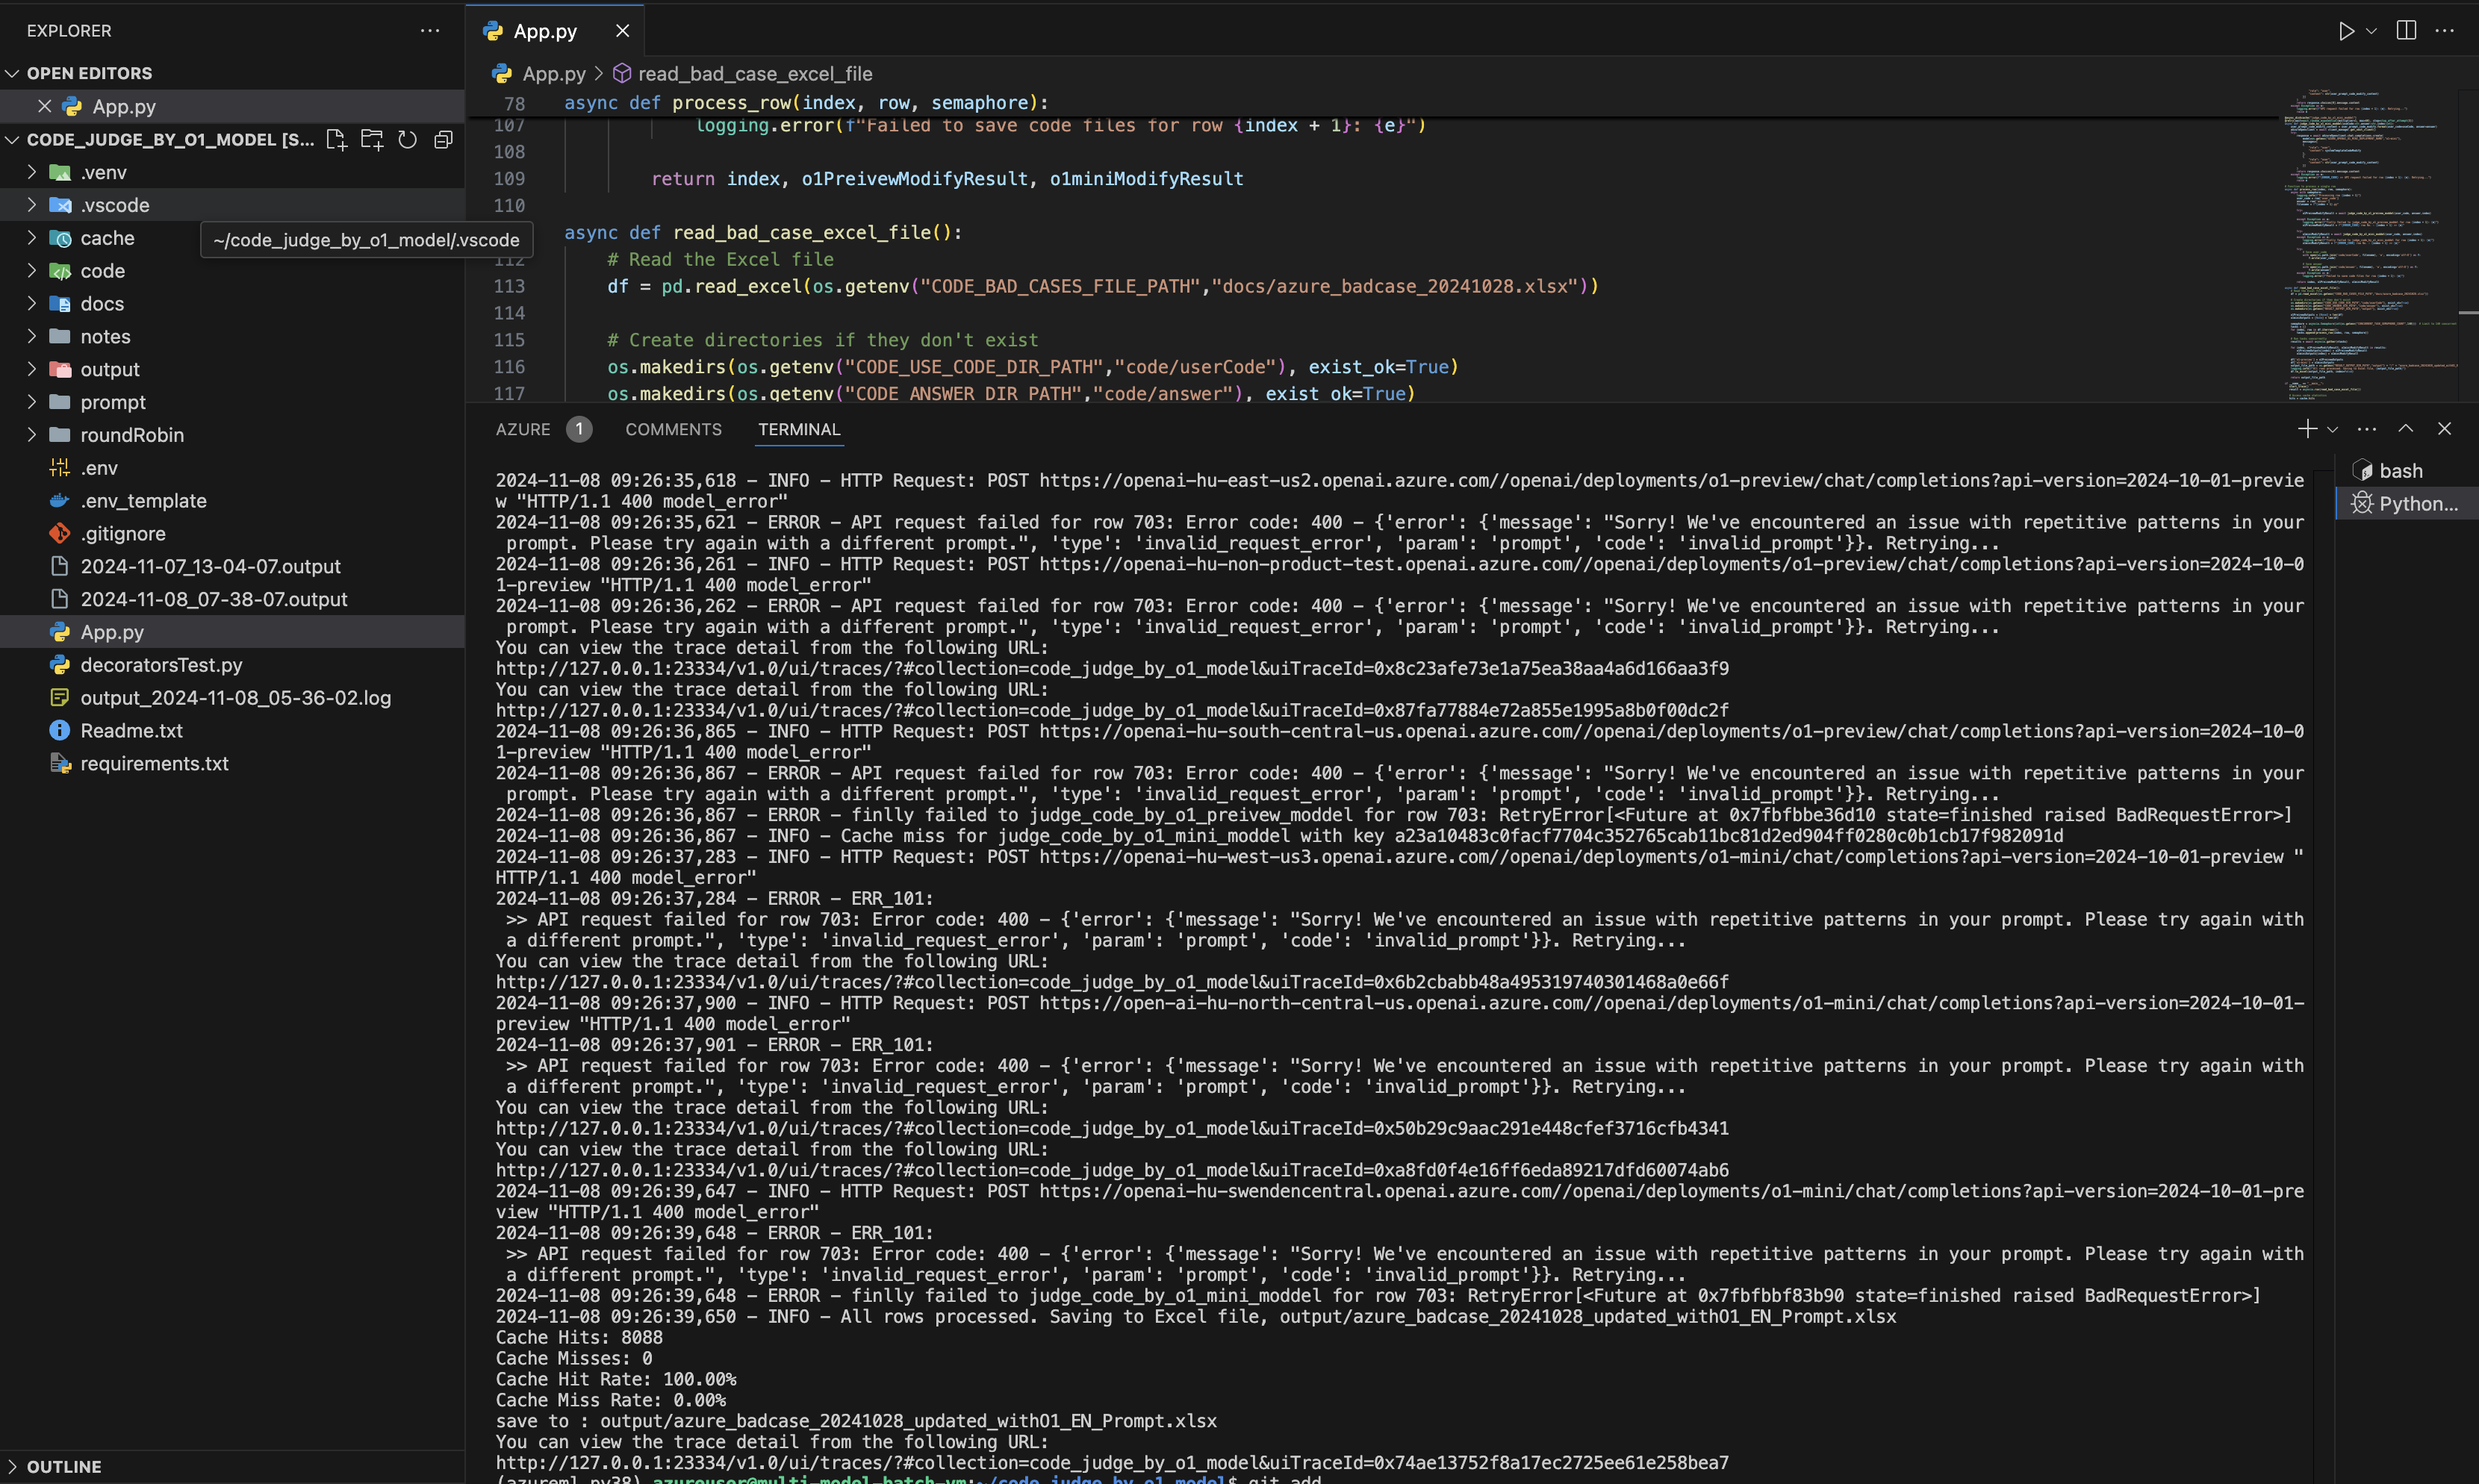 EXPLORER
OPEN EDITORS
App.py
CODE_JUDGE_BY_O1_MODEL [S...
.venv
.vscode
~/code_judge_by_o1_model/.vscode
cache
code
docs
notes
output
prompt
roundRobin
.env
.env_template
.gitignore
2024-11-07_13-04-07.output
2024-11-08_07-38-07.output
App.py
decoratorsTest.py
output_2024-11-08_05-36-02.log
Readme.txt
requirements.txt
OUTLINE
App.py
App.py > read_bad_case_excel_file
78 async def process_row(index, row, semaphore):
107 logging.error(f"Failed to save code files for row {index + 1}: {e}")
108
109 return index, o1PreivewModifyResult, o1miniModifyResult
110
async def read_bad_case_excel_file():
112 # Read the Excel file
113 df = pd.read_excel(os.getenv("CODE_BAD_CASES_FILE_PATH","docs/azure_badcase_20241028.xlsx"))
114
115 # Create directories if they don't exist
116 os.makedirs(os.getenv("CODE_USE_CODE_DIR_PATH","code/userCode"), exist_ok=True)
117 os.makedirs(os.getenv("CODE_ANSWER_DIR_PATH","code/answer"), exist_ok=True)
AZURE 1 COMMENTS TERMINAL
bash
Python...
2024-11-08 09:26:35,618 - INFO - HTTP Request: POST https://openai-hu-east-us2.openai.azure.com//openai/deployments/o1-preview/chat/completions?api-version=2024-10-01-previe
w "HTTP/1.1 400 model_error"
2024-11-08 09:26:35,621 - ERROR - API request failed for row 703: Error code: 400 - {'error': {'message': "Sorry! We've encountered an issue with repetitive patterns in your
prompt. Please try again with a different prompt.", 'type': 'invalid_request_error', 'param': 'prompt', 'code': 'invalid_prompt'}}. Retrying...
2024-11-08 09:26:36,261 - INFO - HTTP Request: POST https://openai-hu-non-product-test.openai.azure.com//openai/deployments/o1-preview/chat/completions?api-version=2024-10-0
1-preview "HTTP/1.1 400 model_error"
2024-11-08 09:26:36,262 - ERROR - API request failed for row 703: Error code: 400 - {'error': {'message': "Sorry! We've encountered an issue with repetitive patterns in your
prompt. Please try again with a different prompt.", 'type': 'invalid_request_error', 'param': 'prompt', 'code': 'invalid_prompt'}}. Retrying...
You can view the trace detail from the following URL:
http://127.0.0.1:23334/v1.0/ui/traces/?#collection=code_judge_by_o1_model&uiTraceId=0x8c23afe73e1a75ea38aa4a6d166aa3f9
You can view the trace detail from the following URL:
http://127.0.0.1:23334/v1.0/ui/traces/?#collection=code_judge_by_o1_model&uiTraceId=0x87fa77884e72a855e1995a8b0f00dc2f
2024-11-08 09:26:36,865 - INFO - HTTP Request: POST https://openai-hu-south-central-us.openai.azure.com//openai/deployments/o1-preview/chat/completions?api-version=2024-10-0
1-preview "HTTP/1.1 400 model_error"
2024-11-08 09:26:36,867 - ERROR - API request failed for row 703: Error code: 400 - {'error': {'message': "Sorry! We've encountered an issue with repetitive patterns in your
prompt. Please try again with a different prompt.", 'type': 'invalid_request_error', 'param': 'prompt', 'code': 'invalid_prompt'}}. Retrying...
2024-11-08 09:26:36,867 - ERROR - finlly failed to judge_code_by_o1_preivew_moddel for row 703: RetryError[<Future at 0x7fbfbbe36d10 state=finished raised BadRequestError>]
2024-11-08 09:26:36,867 - INFO - Cache miss for judge_code_by_o1_mini_moddel with key a23a10483c0facf7704c352765cab11bc81d2ed904ff0280c0b1cb17f982091d
2024-11-08 09:26:37,283 - INFO - HTTP Request: POST https://openai-hu-west-us3.openai.azure.com//openai/deployments/o1-mini/chat/completions?api-version=2024-10-01-preview "
HTTP/1.1 400 model_error"
2024-11-08 09:26:37,284 - ERROR - ERR_101:
>> API request failed for row 703: Error code: 400 - {'error': {'message': "Sorry! We've encountered an issue with repetitive patterns in your prompt. Please try again with
a different prompt.", 'type': 'invalid_request_error', 'param': 'prompt', 'code': 'invalid_prompt'}}. Retrying...
You can view the trace detail from the following URL:
http://127.0.0.1:23334/v1.0/ui/traces/?#collection=code_judge_by_o1_model&uiTraceId=0x6b2cbabb48a495319740301468a0e66f
2024-11-08 09:26:37,900 - INFO - HTTP Request: POST https://open-ai-hu-north-central-us.openai.azure.com//openai/deployments/o1-mini/chat/completions?api-version=2024-10-01-
preview "HTTP/1.1 400 model_error"
2024-11-08 09:26:37,901 - ERROR - ERR_101:
>> API request failed for row 703: Error code: 400 - {'error': {'message': "Sorry! We've encountered an issue with repetitive patterns in your prompt. Please try again with
a different prompt.", 'type': 'invalid_request_error', 'param': 'prompt', 'code': 'invalid_prompt'}}. Retrying...
You can view the trace detail from the following URL:
http://127.0.0.1:23334/v1.0/ui/traces/?#collection=code_judge_by_o1_model&uiTraceId=0x50b29c9aac291e448cfef3716cfb4341
You can view the trace detail from the following URL:
http://127.0.0.1:23334/v1.0/ui/traces/?#collection=code_judge_by_o1_model&uiTraceId=0xa8fd0f4e16ff6eda89217dfd60074ab6
2024-11-08 09:26:39,647 - INFO - HTTP Request: POST https://openai-hu-swendencentral.openai.azure.com//openai/deployments/o1-mini/chat/completions?api-version=2024-10-01-pre
view "HTTP/1.1 400 model_error"
2024-11-08 09:26:39,648 - ERROR - ERR_101:
>> API request failed for row 703: Error code: 400 - {'error': {'message': "Sorry! We've encountered an issue with repetitive patterns in your prompt. Please try again with
a different prompt.", 'type': 'invalid_request_error', 'param': 'prompt', 'code': 'invalid_prompt'}}. Retrying...
2024-11-08 09:26:39,648 - ERROR - finlly failed to judge_code_by_o1_mini_moddel for row 703: RetryError[<Future at 0x7fbfbbf83b90 state=finished raised BadRequestError>]
2024-11-08 09:26:39,650 - INFO - All rows processed. Saving to Excel file, output/azure_badcase_20241028_updated_withO1_EN_Prompt.xlsx
Cache Hits: 8088
Cache Misses: 0
Cache Hit Rate: 100.00%
Cache Miss Rate: 0.00%
save to : output/azure_badcase_20241028_updated_withO1_EN_Prompt.xlsx
You can view the trace detail from the following URL:
http://127.0.0.1:23334/v1.0/ui/traces/?#collection=code_judge_by_o1_model&uiTraceId=0x74ae13752f8a17ec2725ee61e258bea7
(azureml_py38) azureuser@multi-model-batch-vm:~/code_judge_by_o1_model$ git add